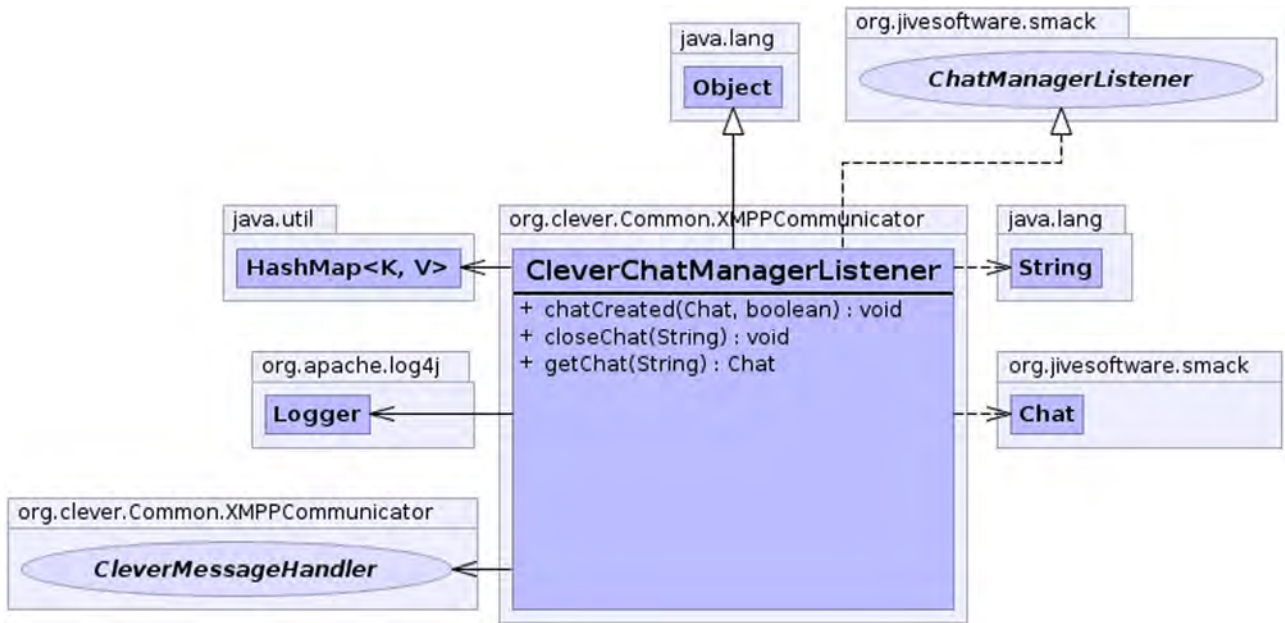 org.jivesoftware.smack
java.lang
ChatManagerListener
Object
java.util
org.clever.Common.XMPPCommunicator
java.lang
HashMap<K, V>
CleverChatManagerListener
String
+ chatCreated(Chat, boolean) : void
+ closeChat(String) : void
+ getChat(String) : Chat
org.apache.log4j
org.jivesoftware.smack
Logger
Chat
org.clever.Common.XMPPCommunicator
CleverMessageHandler